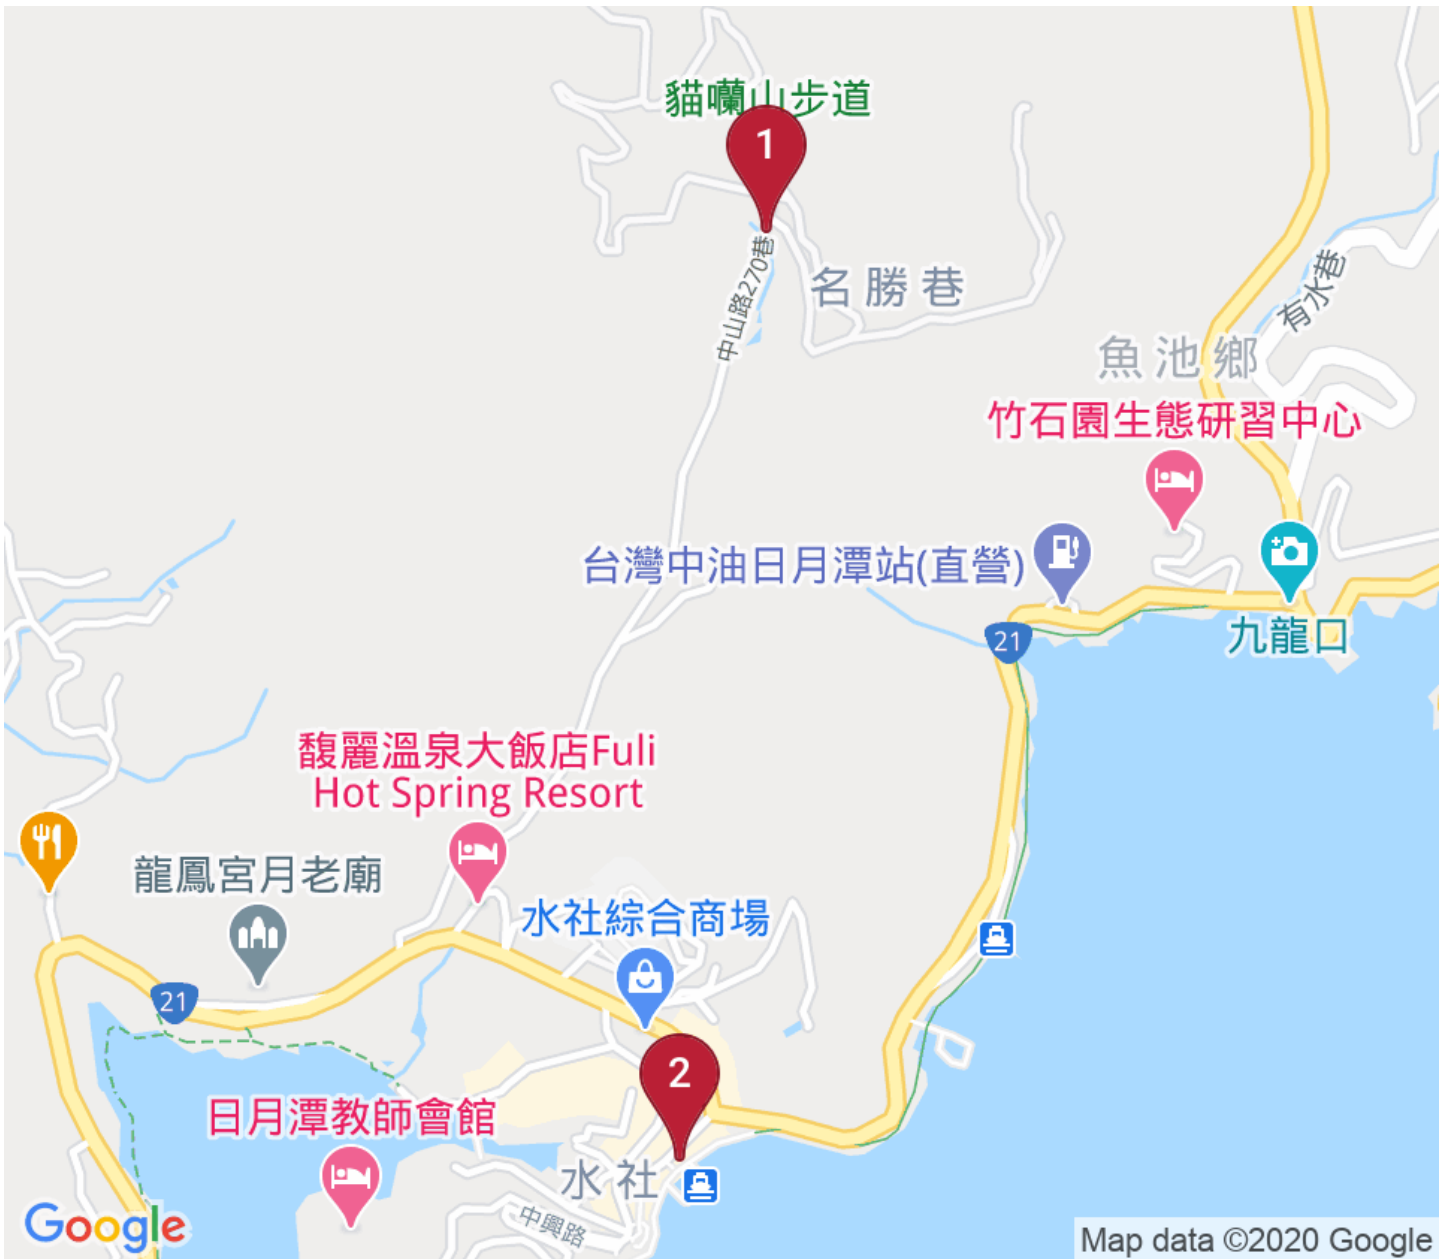 貓囒山步道
1
中山路270巷
名勝巷
有水巷
魚池鄉
竹石園生態研習中心
台灣中油日月潭站(直營)
21
九龍口
馥麗溫泉大飯店Fuli
Hot Spring Resort
龍鳳宮月老廟
水社綜合商場
21
2
日月潭教師會館
水社
中興路
Google
Map data ©2020 Google